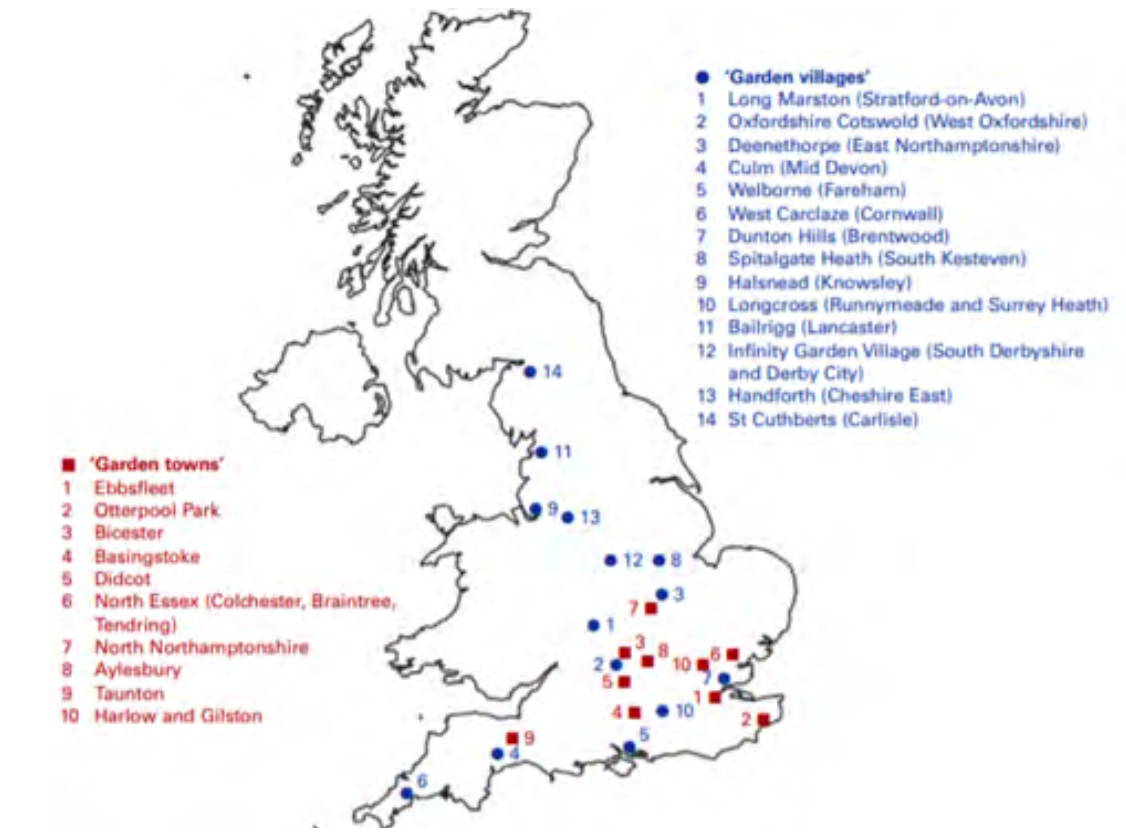 'Garden villages'
1 Long Marston (Stratford-on-Avon)
2 Oxfordshire Cotswold (West Oxfordshire)
3 Deenethorpe (East Northamptonshire)
4 Culm (Mid Devon)
5 Welborne (Fareham)
6 West Carclaze (Cornwall)
7 Dunton Hills (Brentwood)
8 Spitalgate Heath (South Kesteven)
9 Halsnead (Knowsley)
10 Longcross (Runnymeade and Surrey Heath)
11 Bailrigg (Lancaster)
12 Infinity Garden Village (South Derbyshire
and Derby City)
13 Handforth (Cheshire East)
14 St Cuthberts (Carlisle)
'Garden towns'
1 Ebbsfleet
2 Otterpool Park
3 Bicester
4 Basingstoke
5 Didcot
6 North Essex (Colchester, Braintree,
Tendring)
7 North Northamptonshire
8 Aylesbury
9 Taunton
10 Harlow and Gilston
14
11
9
13
12
8
3
7
1
3
8
6
2
10
7
5
1
4
10
2
5
9
4
6